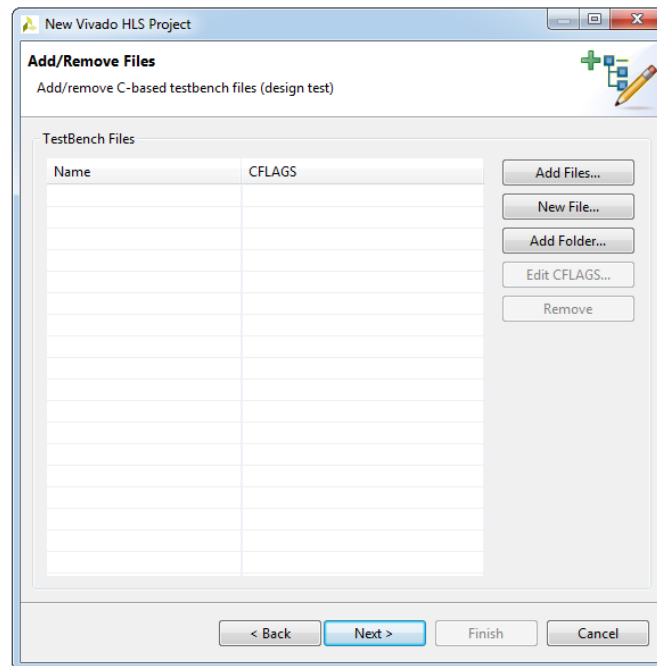 New Vivado HLS Project
Add/Remove Files
Add/remove C-based testbench files (design test)
TestBench Files
Name CFLAGS
Add Files...
New File...
Add Folder...
Edit CFLAGS...
Remove
< Back Next > Finish Cancel